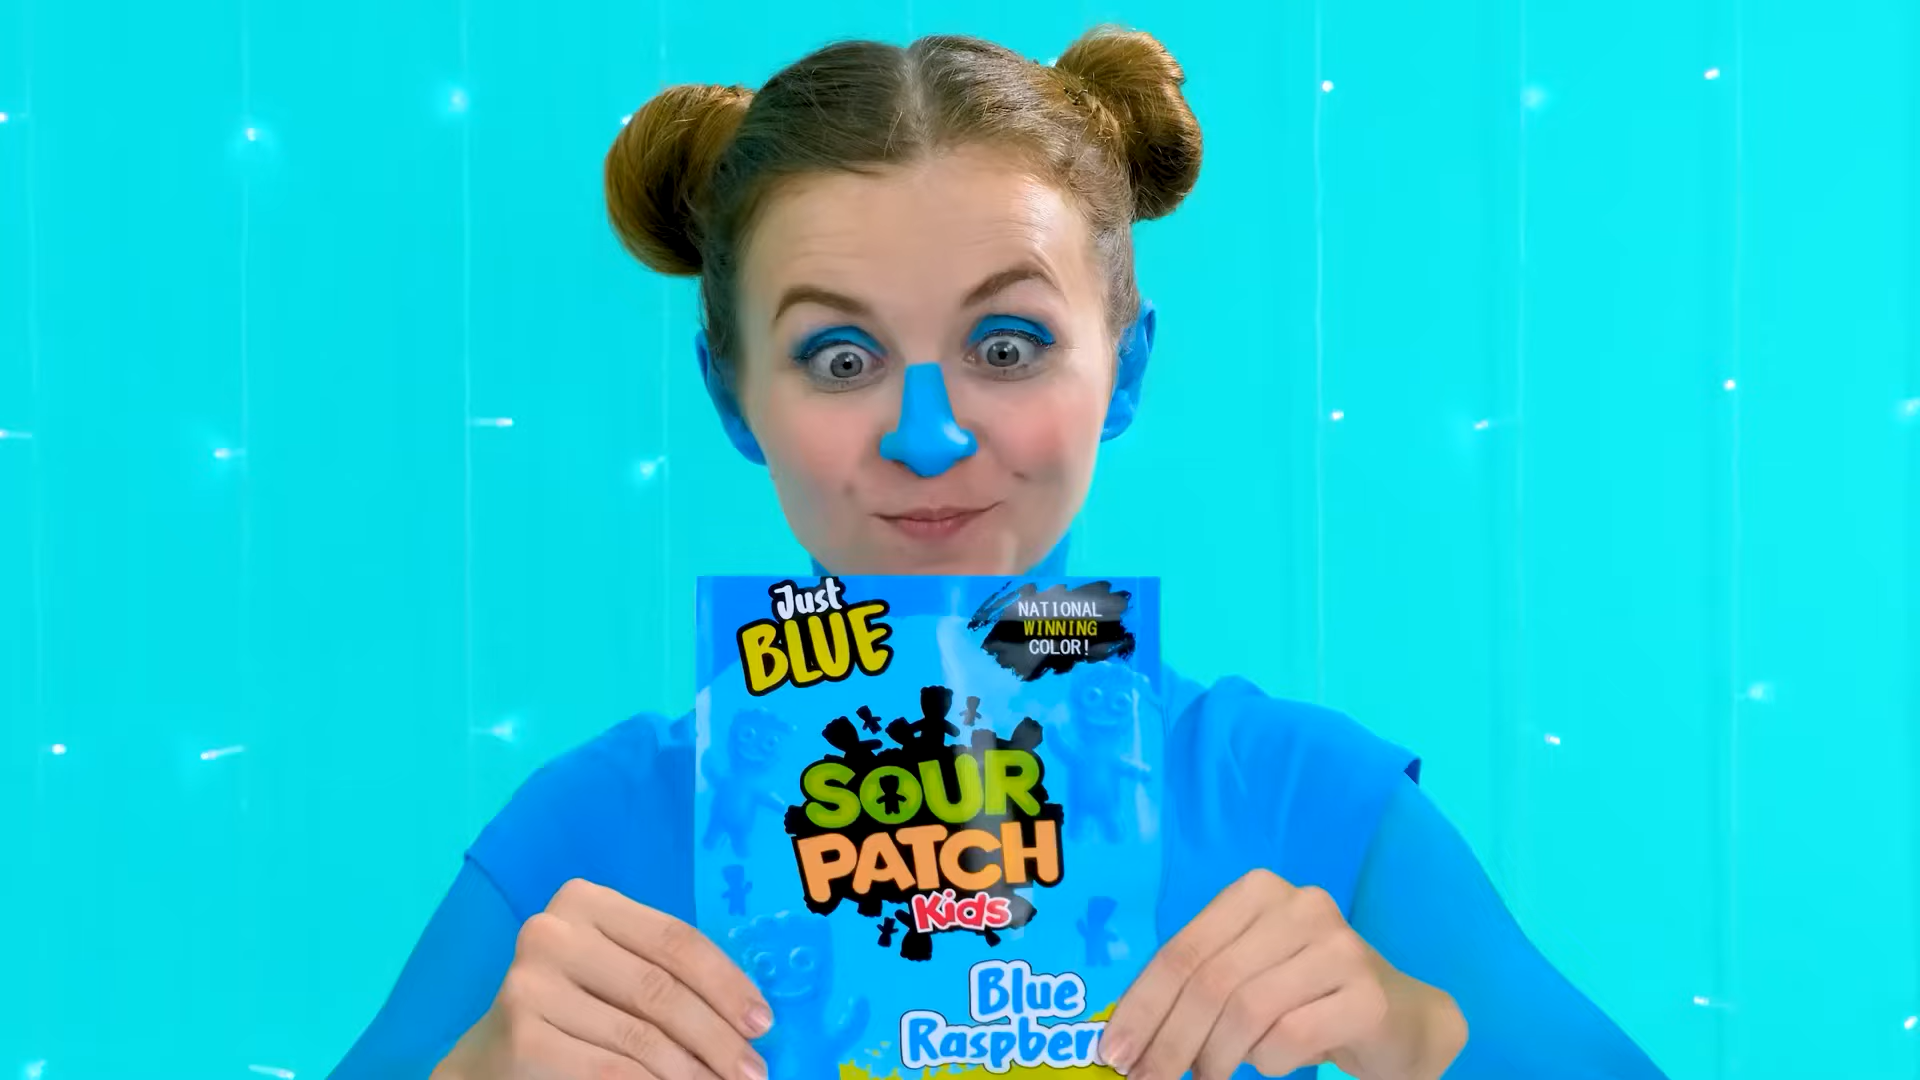 Just
BLUE
NATIONAL
WINNING
COLOR!
SOUR
PATCH
Kids
Blue